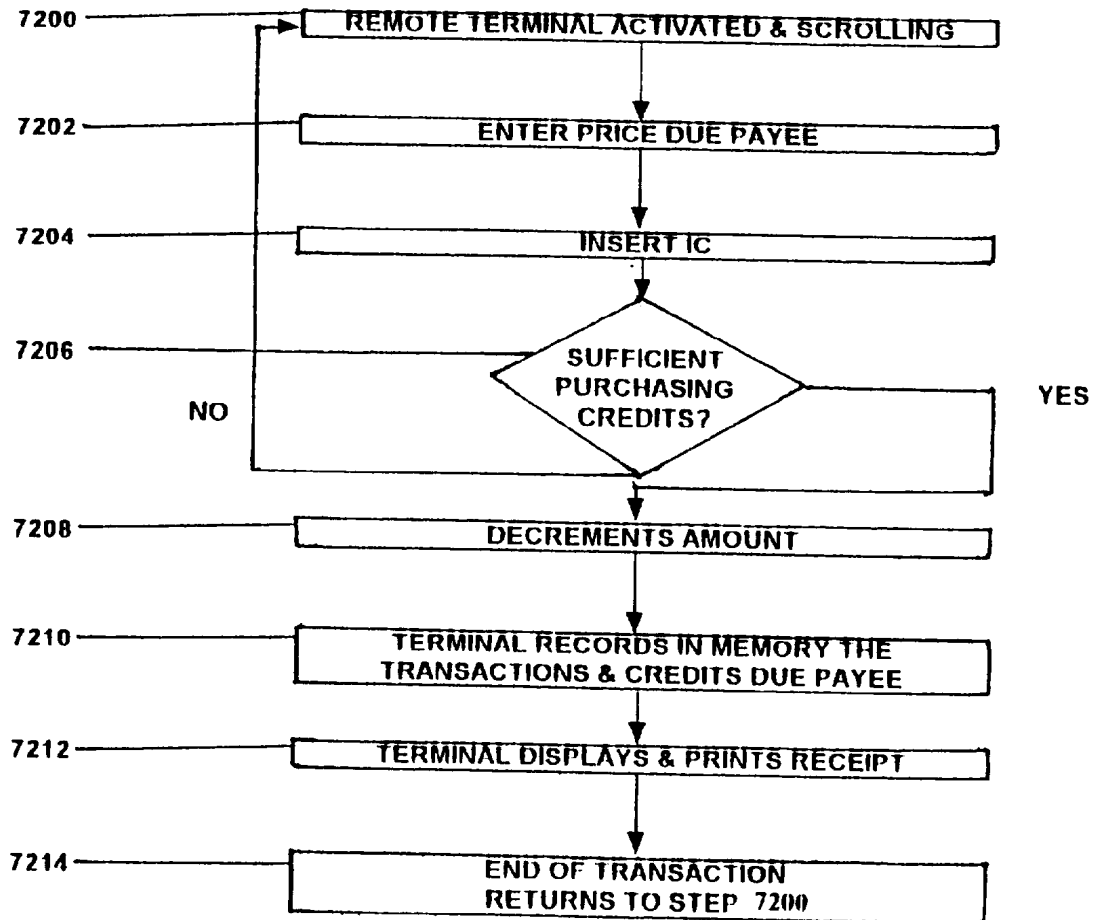 7200
REMOTE TERMINAL ACTIVATED & SCROLLING
7202
ENTER PRICE DUE PAYEE
7204
INSERT IC
7206
SUFFICIENT
PURCHASING
CREDITS?
NO
YES
7208
DECREMENTS AMOUNT
7210
TERMINAL RECORDS IN MEMORY THE
TRANSACTIONS & CREDITS DUE PAYEE
7212
TERMINAL DISPLAYS & PRINTS RECEIPT
7214
END OF TRANSACTION
RETURNS TO STEP 7200